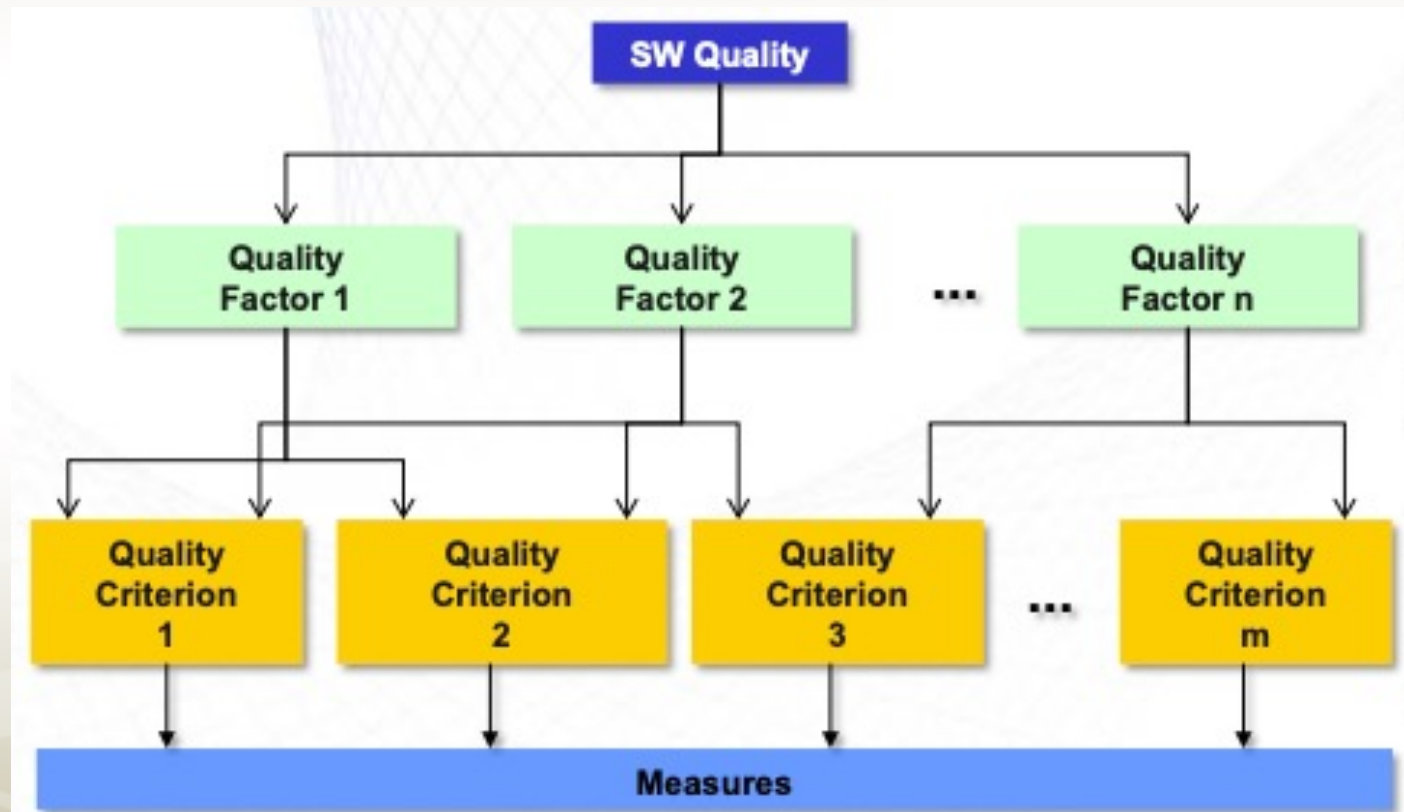 SW Quality
Quality
Factor 1
Quality
Factor 2
...
Quality
Factor n
Quality
Criterion
1
Quality
Criterion
2
Quality
Criterion
3
...
Quality
Criterion
m
Measures